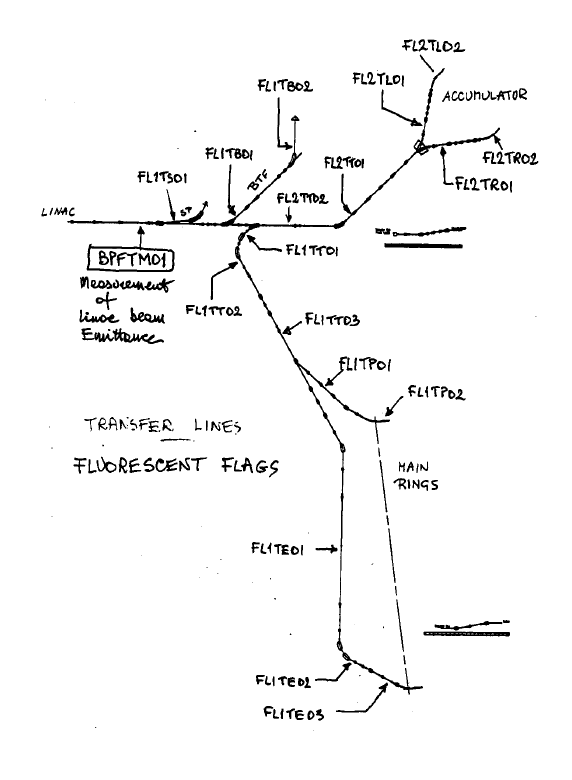 FL2TL02
FL2TL01
ACCUMULATOR
FL1TB02
FL1TB01
FL2TT01
FL2TR02
FL1TS01
BTF
FL2TR01
SP
FL2TT02
LINAC
BPFTM01
FL1TT01
Measurement
of
Linac beam
Emittance
FL1TT02
FL1TT03
FL1TP01
FL1TP02
TRANSFER LINES
FLUORESCENT FLAGS
MAIN
RINGS
FL1TE01
FL1TE02
FL1TE03